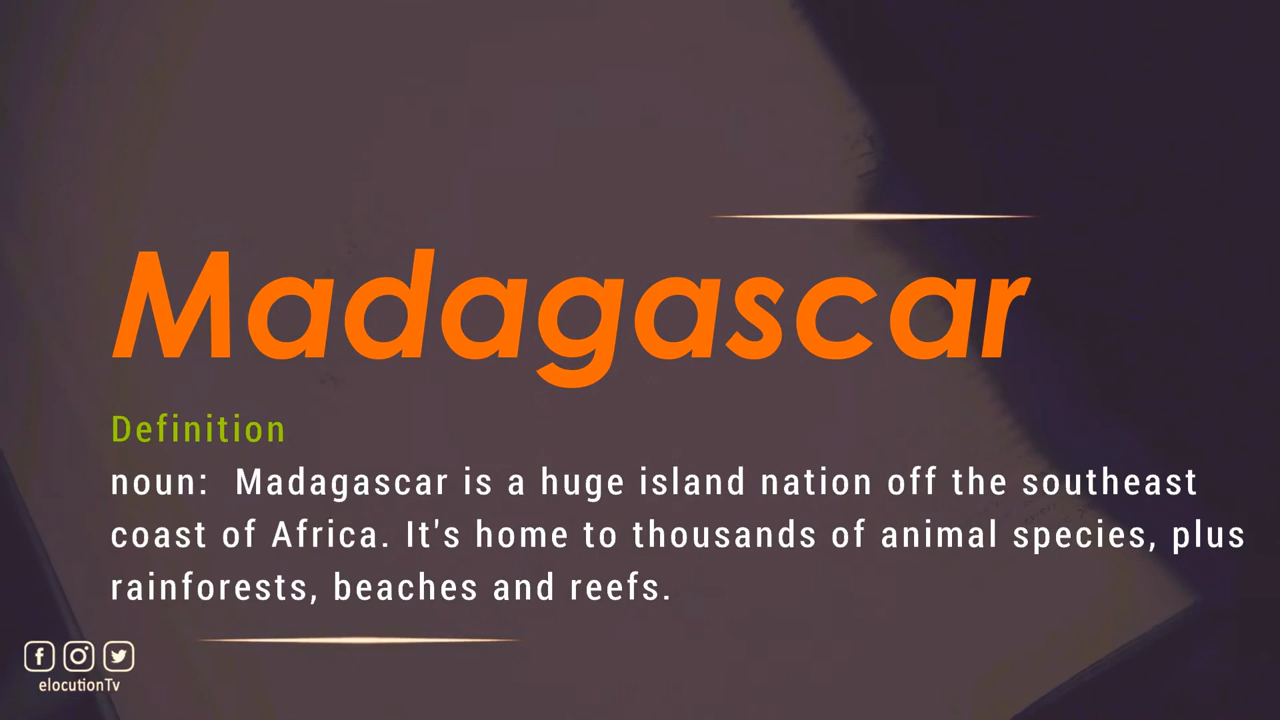 Madagascar
Definition
noun:  Madagascar is a huge island nation off the southeast
coast of Africa. It's home to thousands of animal species, plus
rainforests, beaches and reefs.
elocutionTv